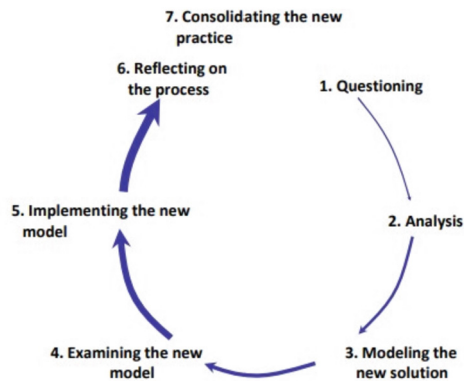 7. Consolidating the new
practice
6. Reflecting on
the process
1. Questioning
5. Implementing the new
model
2. Analysis
4. Examining the new
model
3. Modeling the
new solution